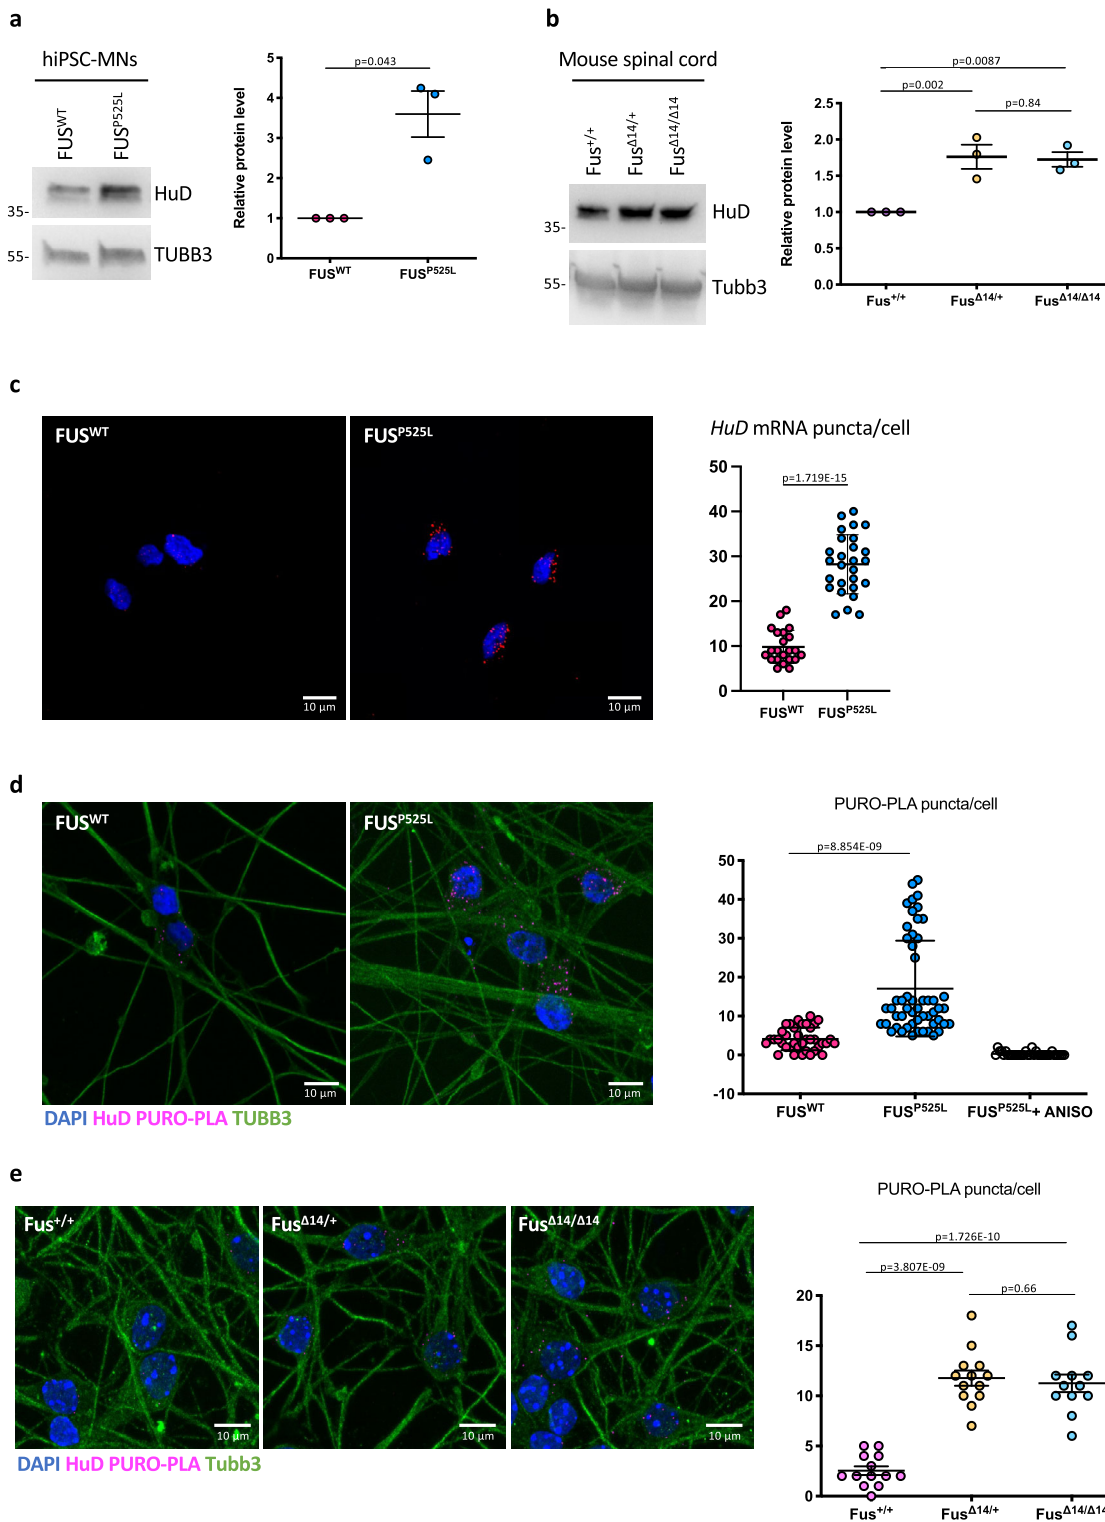 a
hiPSC-MNs
FUSWT
FUSP525L
HuD
35-
TUBB3
55-
Relative protein level
5
4
3
2
1
0
p=0.043
FUSWT
FUSP525L
b
Mouse spinal cord
Fus+/+
FusΔ14/+
FusΔ14/Δ14
HuD
35-
55-
Tubb3
Relative protein level
2.5
2.0
1.5
1.0
0.5
0.0
p=0.0087
p=0.002
p=0.84
Fus+/+
FusΔ14/+
FusΔ14/Δ14
c
FUSWT
10 µm
FUSP525L
10 µm
HuD mRNA puncta/cell
50
40
30
20
10
0
p=1.719E-15
FUSWT
FUSP525L
d
FUSWT
10 µm
FUSP525L
10 µm
DAPI HuD PURO-PLA TUBB3
PURO-PLA puncta/cell
p=8.854E-09
50
40
30
20
10
0
-10
FUSWT
FUSP525L
FUSP525L+ ANISO
e
Fus+/+
10 µm
FusΔ14/+
10 µm
FusΔ14/Δ14
10 µm
DAPI HuD PURO-PLA Tubb3
PURO-PLA puncta/cell
p=1.726E-10
p=3.807E-09
p=0.66
20
15
10
5
0
Fus+/+
FusΔ14/+
FusΔ14/Δ14